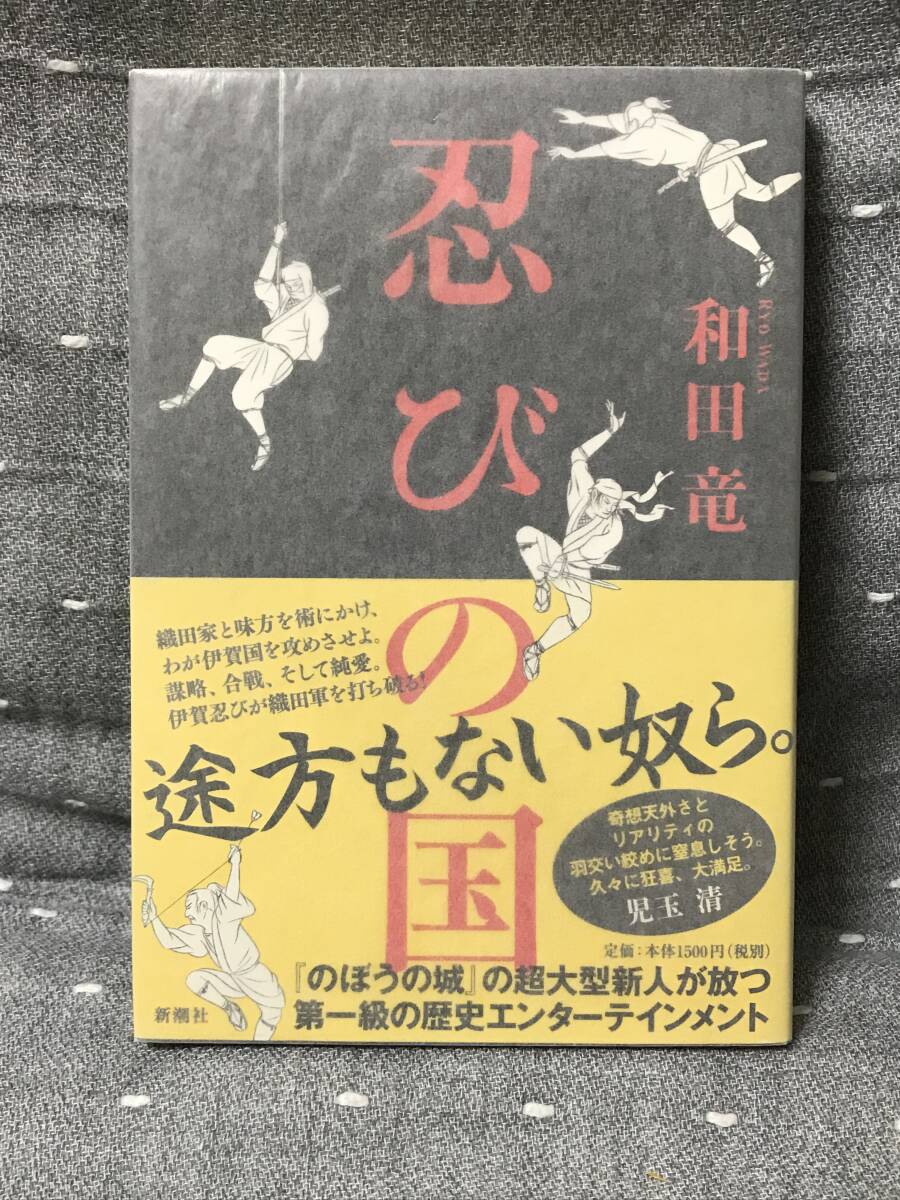 忍びの国
和田竜
RYO WADA
織田家と味方を術にかけ、
わが伊賀国を攻めさせよ。
謀略、合戦、そして純愛。
伊賀忍びが織田軍を打ち破る!
途方もない奴ら。
奇想天外さと
リアリティの
羽交い絞めに窒息しそう。
久々に狂喜、大満足。
児玉 清
定価:本体1500円(税別)
『のぼうの城』の超大型新人が放つ
第一級の歴史エンターテインメント
新潮社